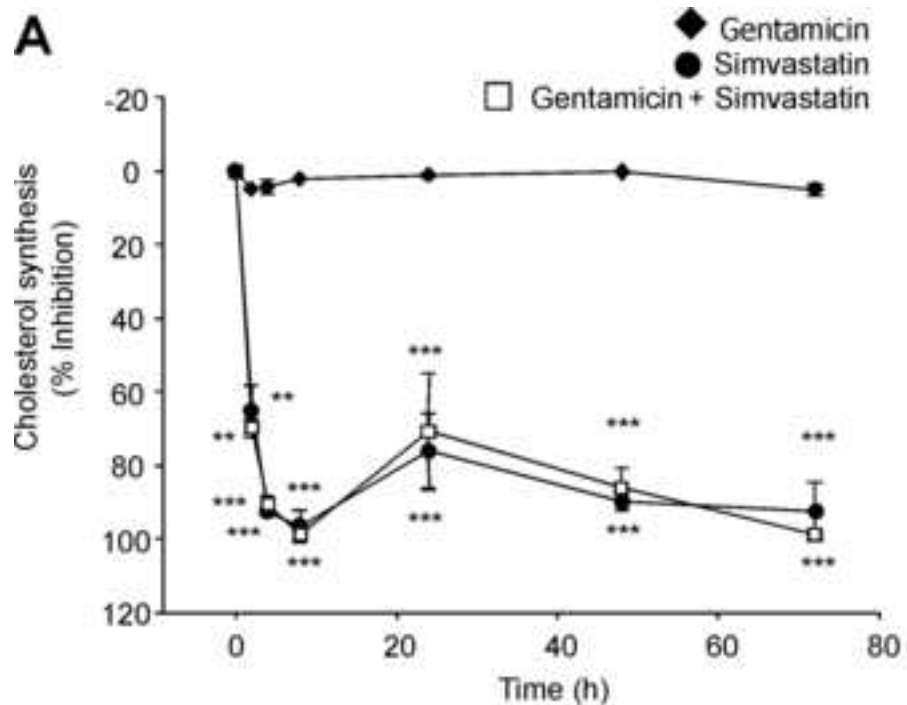 A
Gentamicin
Simvastatin
Gentamicin + Simvastatin
-20
0
20
40
60
80
100
120
Cholesterol synthesis
(% Inhibition)
***
**
**
***
***
***
***
***
***
***
***
***
0 20 40 60 80
Time (h)